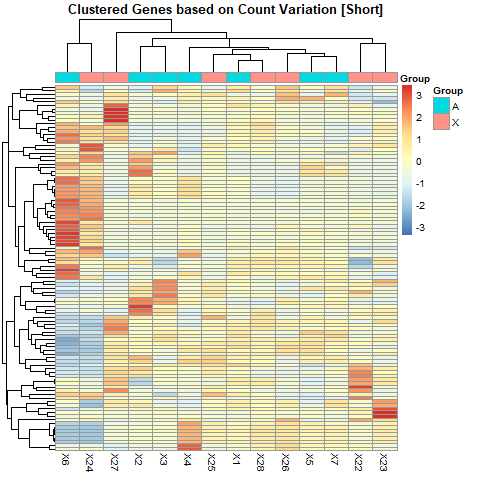 Clustered Genes based on Count Variation [Short]
Group
3
2
1
0
-1
-2
-3
Group
A
X
X6
X24
X27
X2
X3
X4
X25
X1
X28
X26
X5
X7
X22
X23